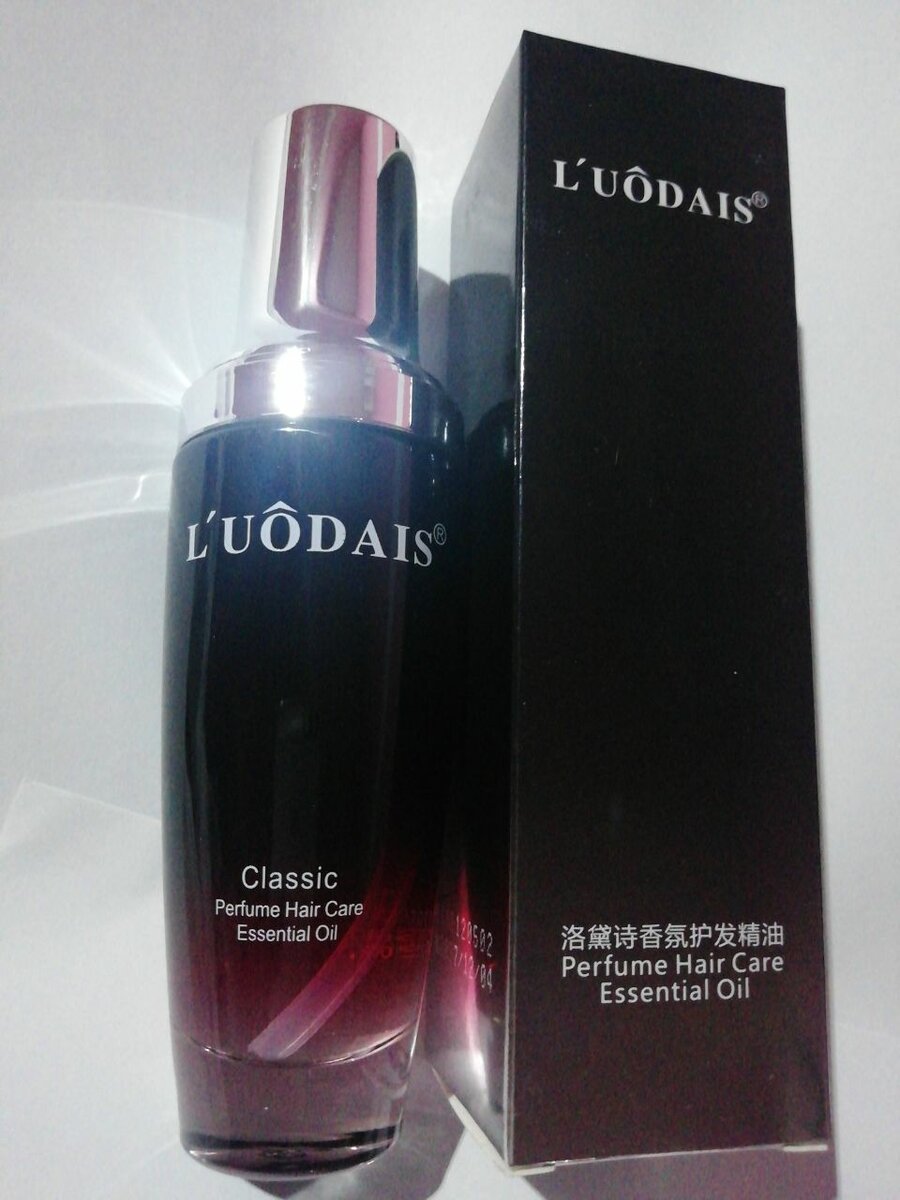 L'UÔDAIS®
Classic
Perfume Hair Care
Essential Oil
L'UÔDAIS®
洛黛诗香氛护发精油
Perfume Hair Care
Essential Oil